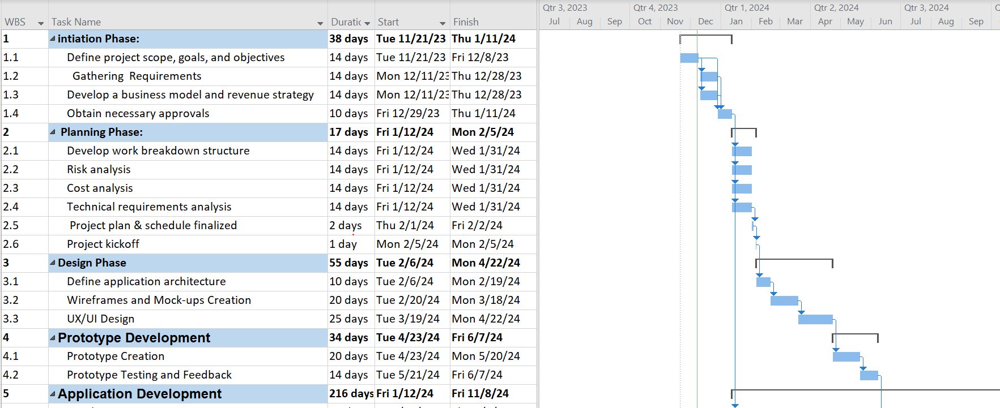 Qtr 3, 2023 Qtr 4, 2023 Qtr 1, 2024 Qtr 2, 2024 Qtr 3, 2024
WBS Task Name Duratic Start Finish Jul Aug Sep Oct Nov Dec Jan Feb Mar Apr May Jun Jul Aug Sep
1 intiation Phase: 38 days Tue 11/21/23 Thu 1/11/24
1.1 Define project scope, goals, and objectives 14 days Tue 11/21/23 Fri 12/8/23
1.2 Gathering Requirements 14 days Mon 12/11/23 Thu 12/28/23
1.3 Develop a business model and revenue strategy 14 days Mon 12/11/23 Thu 12/28/23
1.4 Obtain necessary approvals 10 days Fri 12/29/23 Thu 1/11/24
2 Planning Phase: 17 days Fri 1/12/24 Mon 2/5/24
2.1 Develop work breakdown structure 14 days Fri 1/12/24 Wed 1/31/24
2.2 Risk analysis 14 days Fri 1/12/24 Wed 1/31/24
2.3 Cost analysis 14 days Fri 1/12/24 Wed 1/31/24
2.4 Technical requirements analysis 14 days Fri 1/12/24 Wed 1/31/24
2.5 Project plan & schedule finalized 2 days Thu 2/1/24 Fri 2/2/24
2.6 Project kickoff 1 day Mon 2/5/24 Mon 2/5/24
3 Design Phase 55 days Tue 2/6/24 Mon 4/22/24
3.1 Define application architecture 10 days Tue 2/6/24 Mon 2/19/24
3.2 Wireframes and Mock-ups Creation 20 days Tue 2/20/24 Mon 3/18/24
3.3 UX/UI Design 25 days Tue 3/19/24 Mon 4/22/24
4 Prototype Development 34 days Tue 4/23/24 Fri 6/7/24
4.1 Prototype Creation 20 days Tue 4/23/24 Mon 5/20/24
4.2 Prototype Testing and Feedback 14 days Tue 5/21/24 Fri 6/7/24
5 Application Development 216 days Fri 1/12/24 Fri 11/8/24